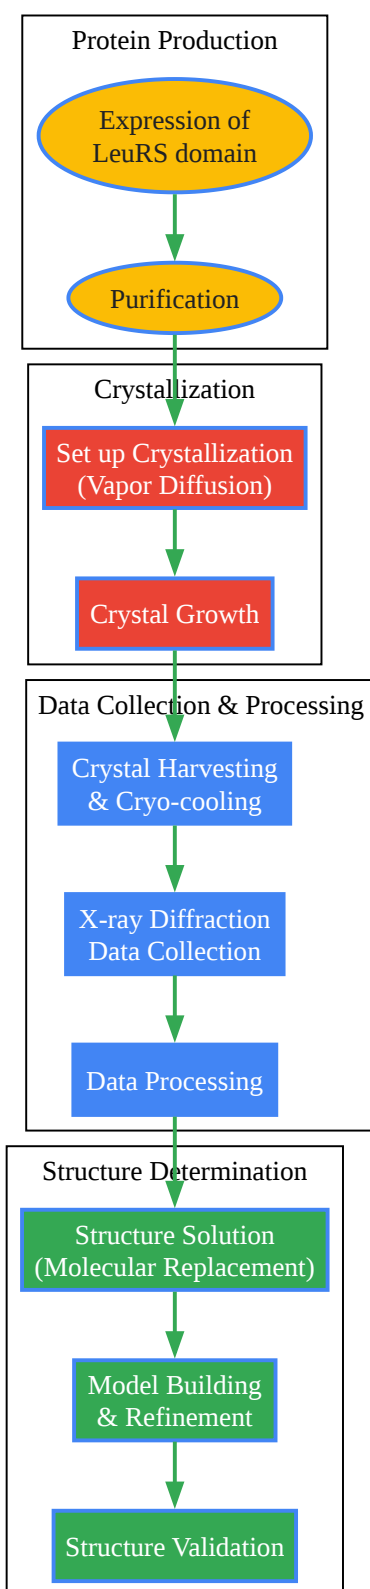 Protein Production
Expression of
LeuRS domain
Purification
Crystallization
Set up Crystallization
(Vapor Diffusion)
Crystal Growth
Data Collection & Processing
Crystal Harvesting
& Cryo-cooling
X-ray Diffraction
Data Collection
Data Processing
Structure Determination
Structure Solution
(Molecular Replacement)
Model Building
& Refinement
Structure Validation